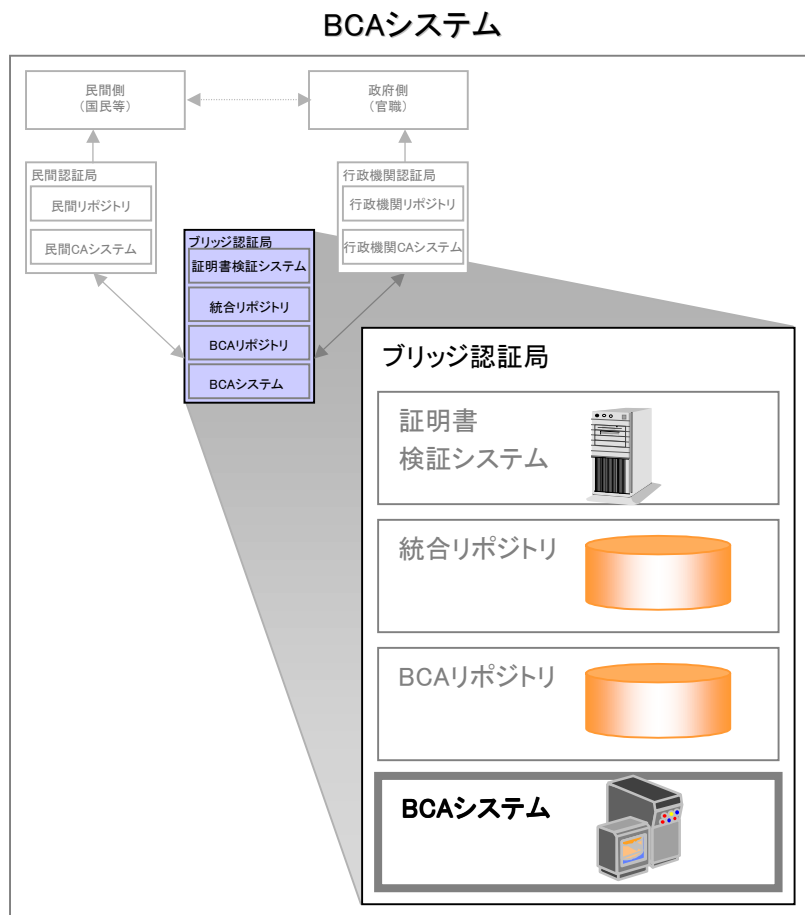 BCAシステム
民間側
(国民等)
政府側
(官職)
民間認証局
民間リポジトリ
民間CAシステム
行政機関認証局
行政機関リポジトリ
行政機関CAシステム
ブリッジ認証局
証明書検証システム
統合リポジトリ
BCAリポジトリ
BCAシステム
ブリッジ認証局
証明書
検証システム
統合リポジトリ
BCAリポジトリ
BCAシステム